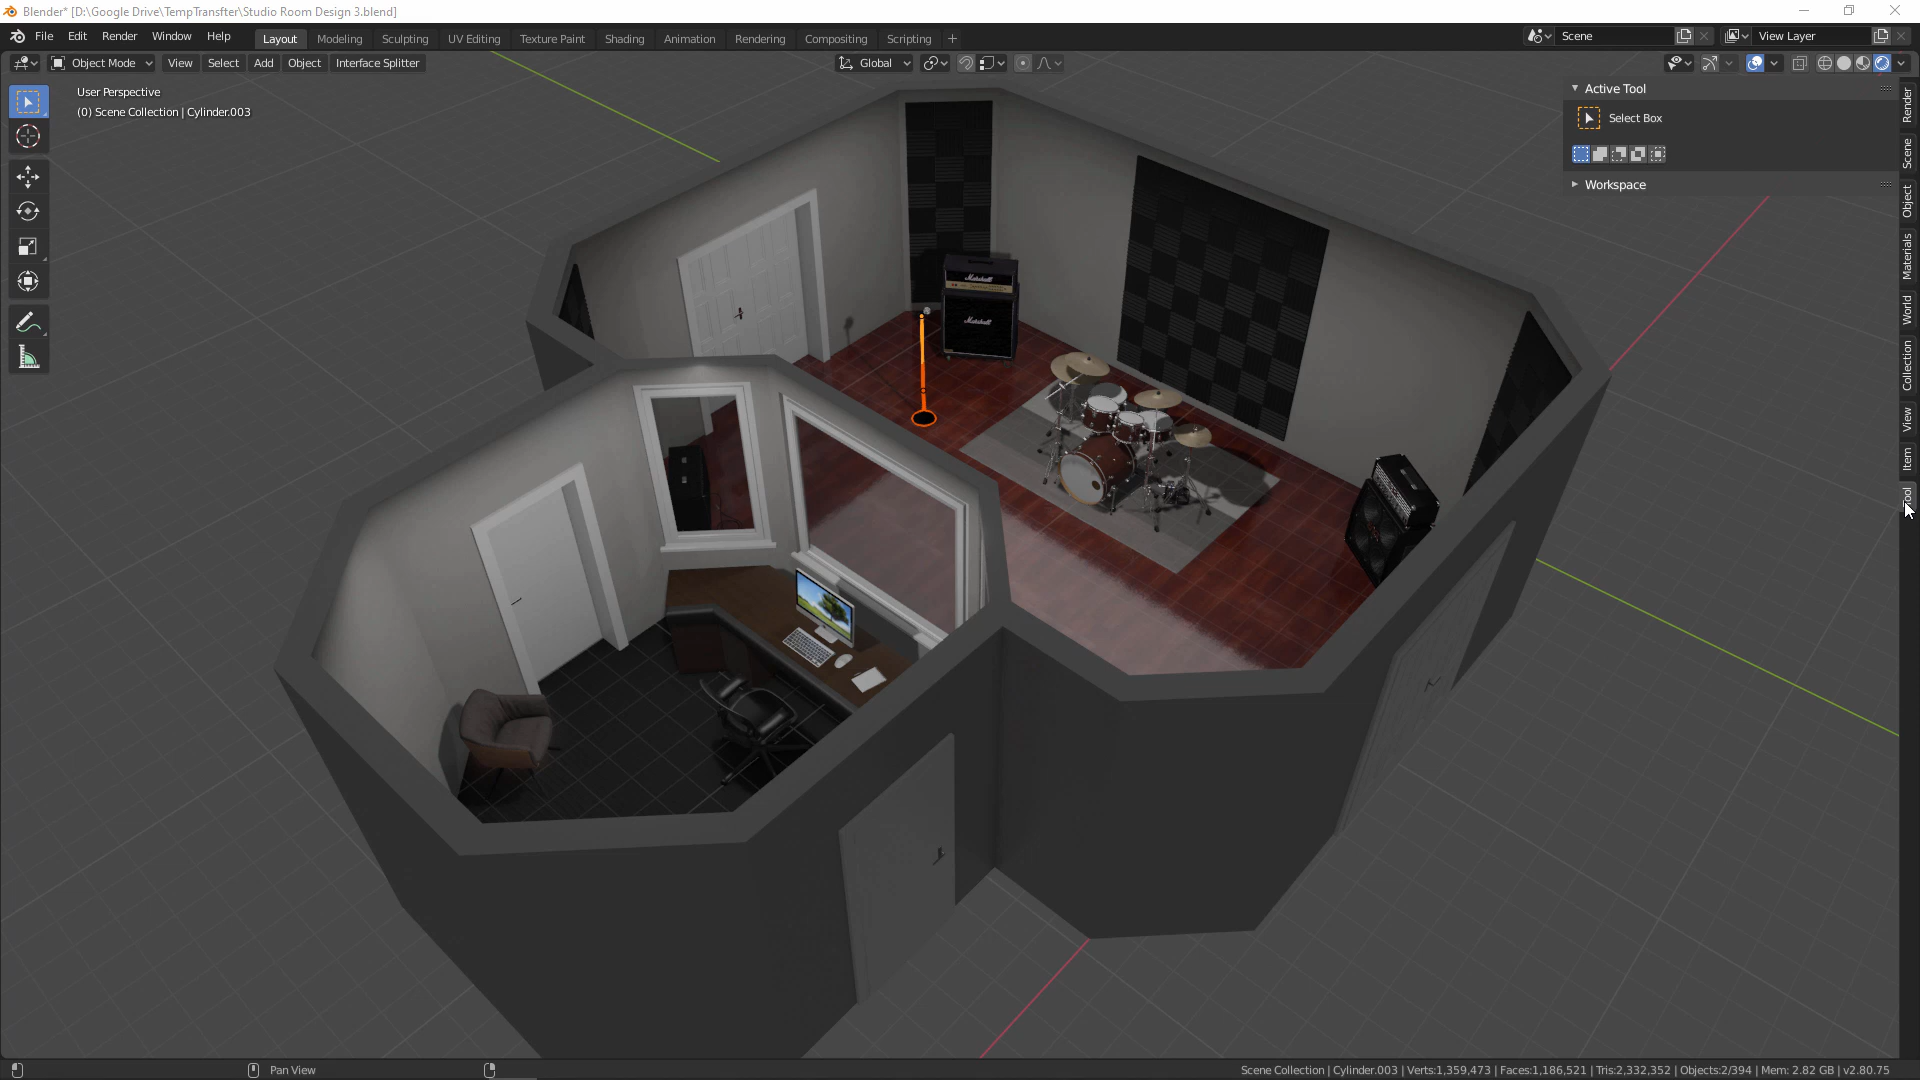 Blender* [D:\Google Drive\TempTransfter\Studio Room Design 3.blend]
File Edit Render Window Help
Layout Modeling Sculpting UV Editing Texture Paint Shading Animation Rendering Compositing Scripting +
Scene
View Layer
Object Mode View Select Add Object Interface Splitter
Global
User Perspective
(0) Scene Collection | Cylinder.003
Active Tool
Select Box
Workspace
Render
Scene
Object
Materials
World
Collection
View
Item
Tool
Marshall
Marshall
Pan View
Scene Collection | Cylinder.003 | Verts:1,359,473 | Faces:1,186,521 | Tris:2,332,352 | Objects:2/394 | Mem: 2.82 GB | v2.80.75